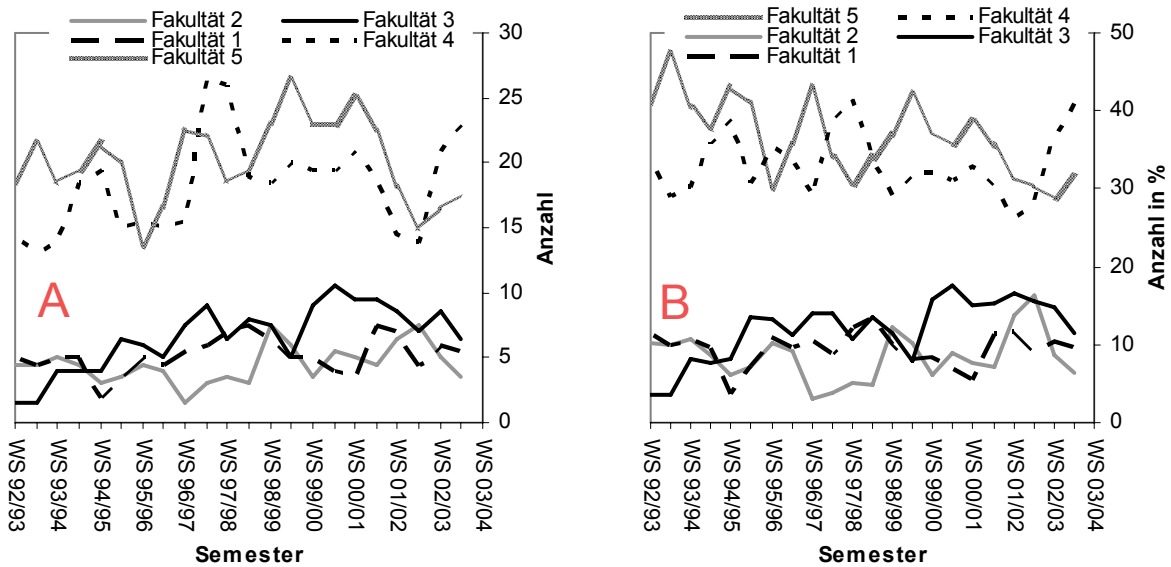 Fakultät 2 Fakultät 3
Fakultät 1 Fakultät 4
Fakultät 5
30
25
20
15
10
5
0
Anzahl
A
WS 92/93
WS 93/94
WS 94/95
WS 95/96
WS 96/97
WS 97/98
WS 98/99
WS 99/00
WS 00/01
WS 01/02
WS 02/03
WS 03/04
Semester
Fakultät 5 Fakultät 4
Fakultät 2 Fakultät 3
Fakultät 1
50
40
30
20
10
0
Anzahl in %
B
WS 92/93
WS 93/94
WS 94/95
WS 95/96
WS 96/97
WS 97/98
WS 98/99
WS 99/00
WS 00/01
WS 01/02
WS 02/03
WS 03/04
Semester